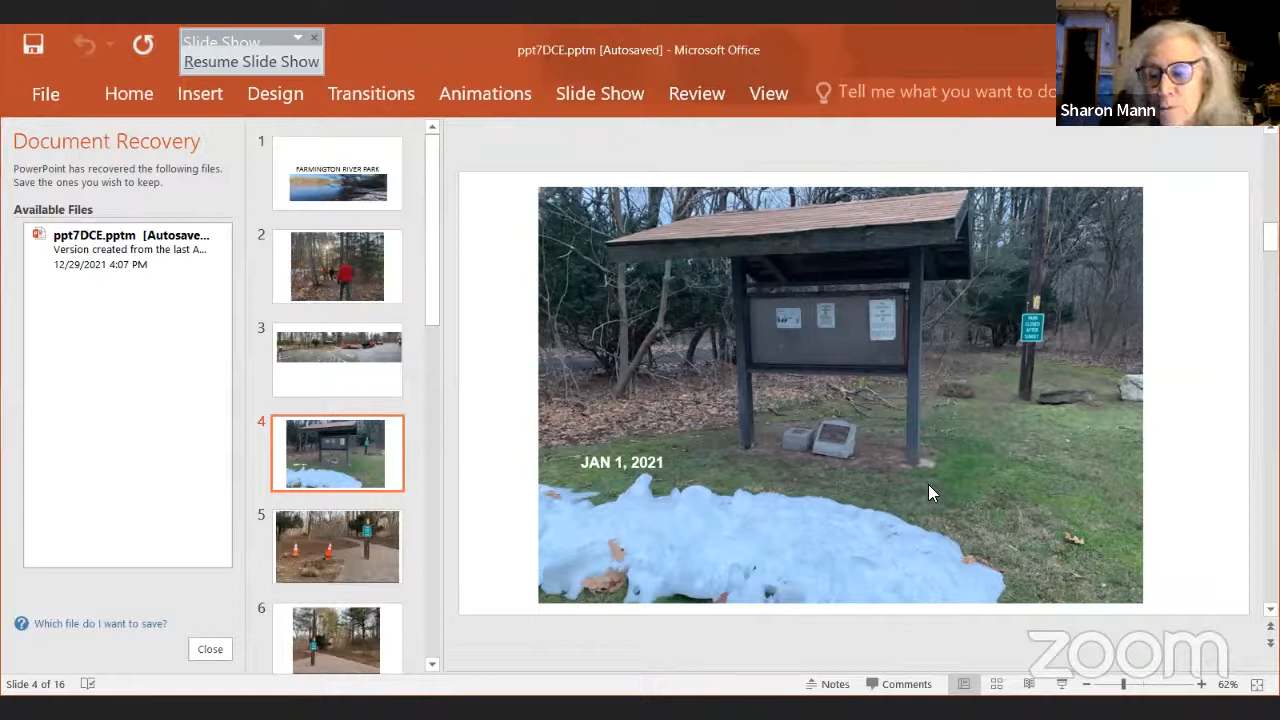 Slide Show
Resume Slide Show
ppt7DCE.pptm [Autosaved] - Microsoft Office
File
Home
Insert
Design
Transitions
Animations
Slide Show
Review
View
Tell me what you want to do
Sharon Mann
Document Recovery
PowerPoint has recovered the following files.
Save the ones you wish to keep.
Available Files
ppt7DCE.pptm [Autosave...
Version created from the last A...
12/29/2021 4:07 PM
Which file do I want to save?
Close
1
FARMINGTON RIVER PARK
2
3
4
5
6
PARK
CLOSED
AFTER
SUNSET
JAN 1, 2021
zoom
Slide 4 of 16
Notes
Comments
62%